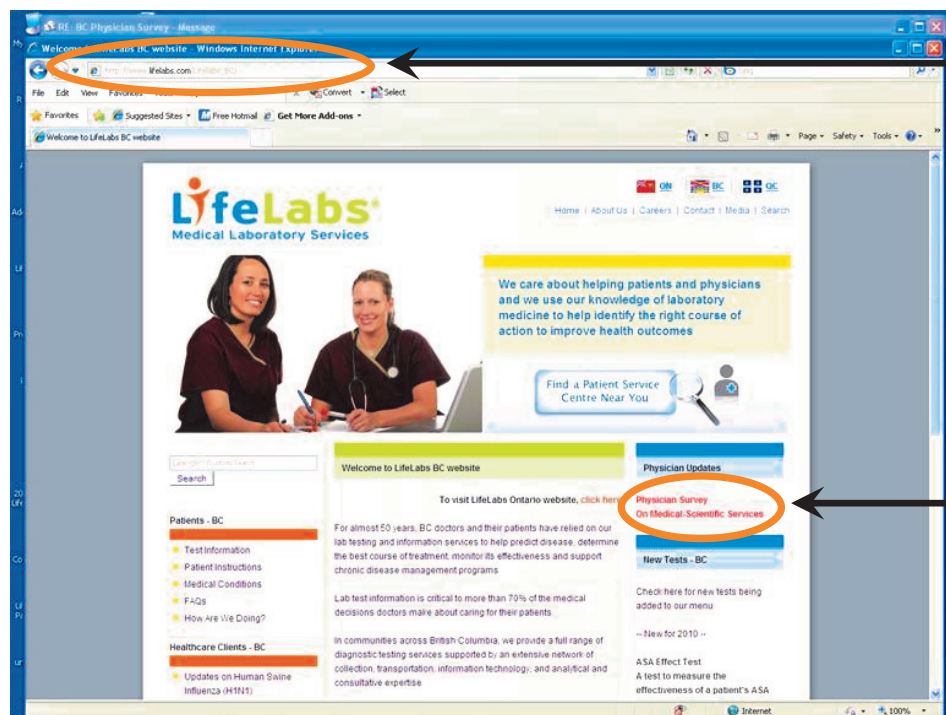 RE: BC Physician Survey - Message
Welcome to LifeLabs BC website - Windows Internet Explorer
lifelabs.com
bing
File Edit View Favorites
Convert Select
Favorites Suggested Sites Free Hotmail Get More Add-ons
Welcome to LifeLabs BC website
Page Safety Tools
LifeLabs
Medical Laboratory Services
ON BC QC
Home | About Us | Careers | Contact | Media | Search
We care about helping patients and physicians
and we use our knowledge of laboratory
medicine to help identify the right course of
action to improve health outcomes
Find a Patient Service
Centre Near You
Search
Patients - BC
Test Information
Patient Instructions
Medical Conditions
FAQs
How Are We Doing?
Healthcare Clients - BC
Updates on Human Swine
Influenza (H1N1)
Welcome to LifeLabs BC website
To visit LifeLabs Ontario website, click here
For almost 50 years, BC doctors and their patients have relied on our
lab testing and information services to help predict disease, determine
the best course of treatment, monitor its effectiveness and support
chronic disease management programs
Lab test information is critical to more than 70% of the medical
decisions doctors make about caring for their patients
In communities across British Columbia, we provide a full range of
diagnostic testing services supported by an extensive network of
collection, transportation, information technology, and analytical and
consultative expertise
Physician Updates
Physician Survey
On Medical-Scientific Services
New Tests - BC
Check here for new tests being
added to our menu
-- New for 2010 --
ASA Effect Test
A test to measure the
effectiveness of a patient's ASA
Internet
100%